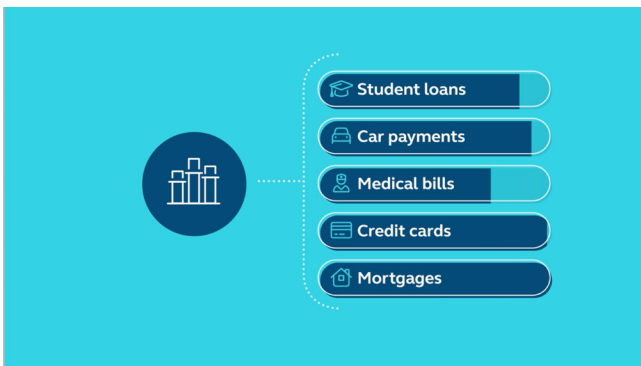 Student loans
Car payments
Medical bills
Credit cards
Mortgages